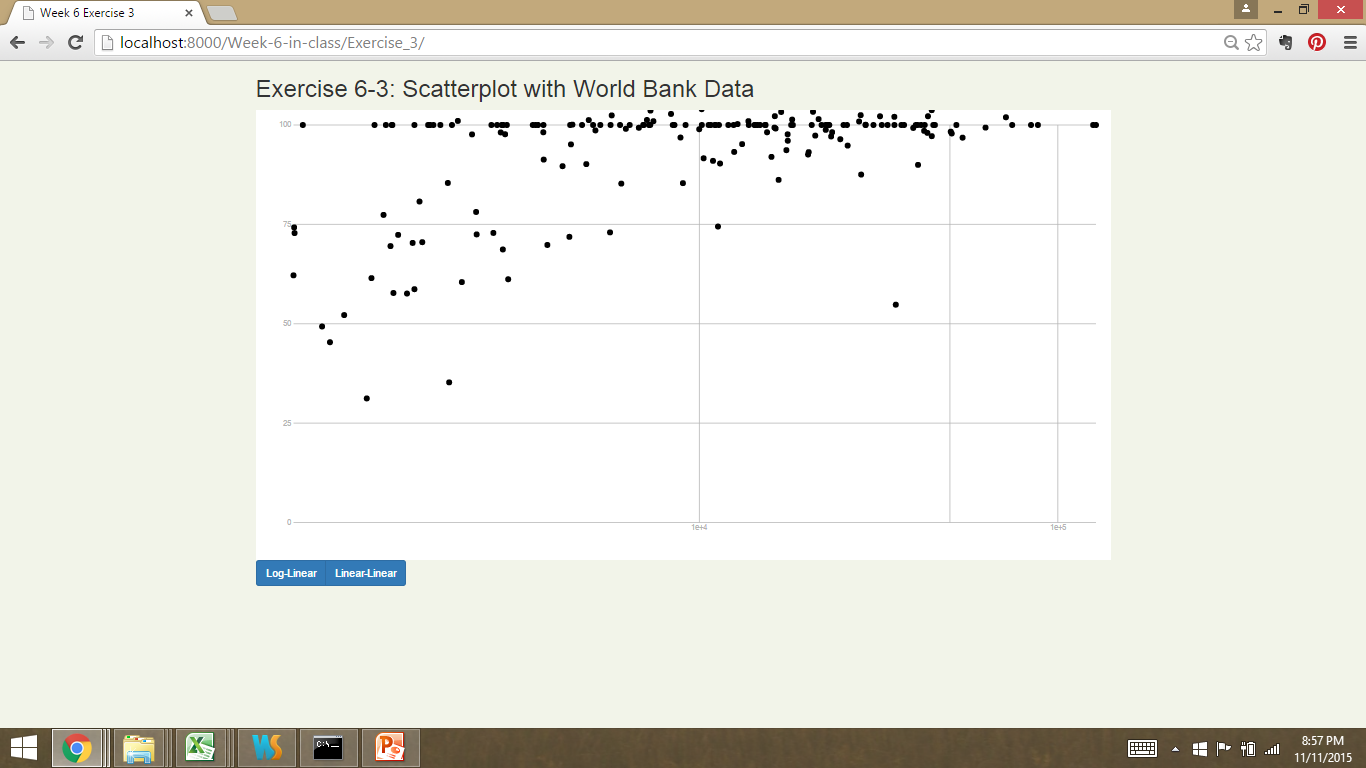 Week 6 Exercise 3
localhost:8000/Week-6-in-class/Exercise_3/
Exercise 6-3: Scatterplot with World Bank Data
100
75
50
25
0
1e+4
1e+5
Log-Linear
Linear-Linear
C:\_
8:57 PM
11/11/2015